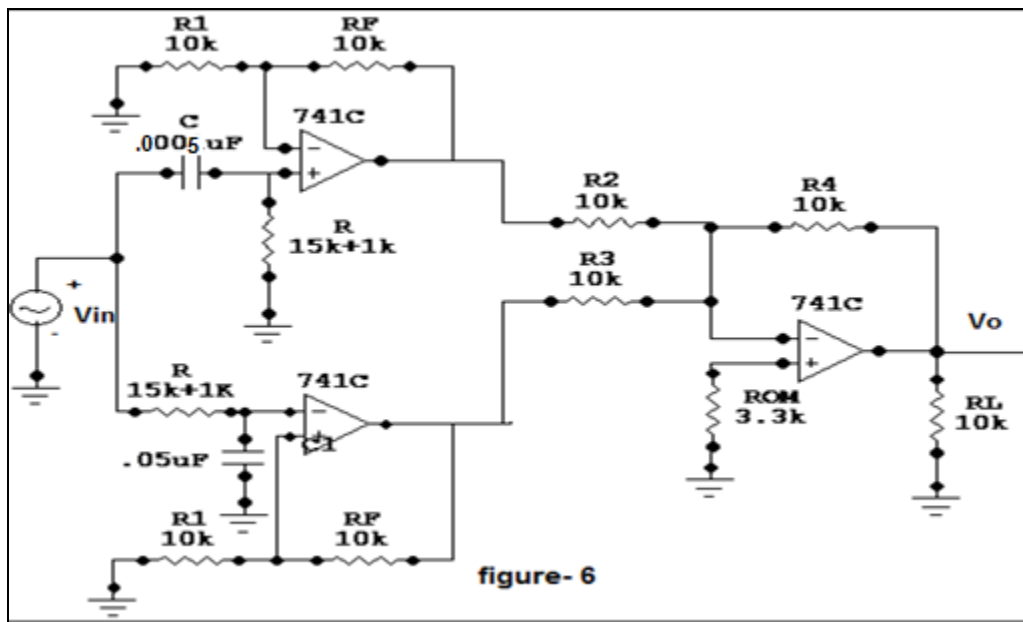 R1
10k
RF
10k
C
.0005 uF
741C
- 
+
R
15k+1k
R2
10k
R4
10k
R3
10k
+
Vin
-
741C
-
+
Vo
R
15k+1K
741C
-
+
C1
.05uF
ROM
3.3k
RL
10k
R1
10k
RF
10k
figure- 6